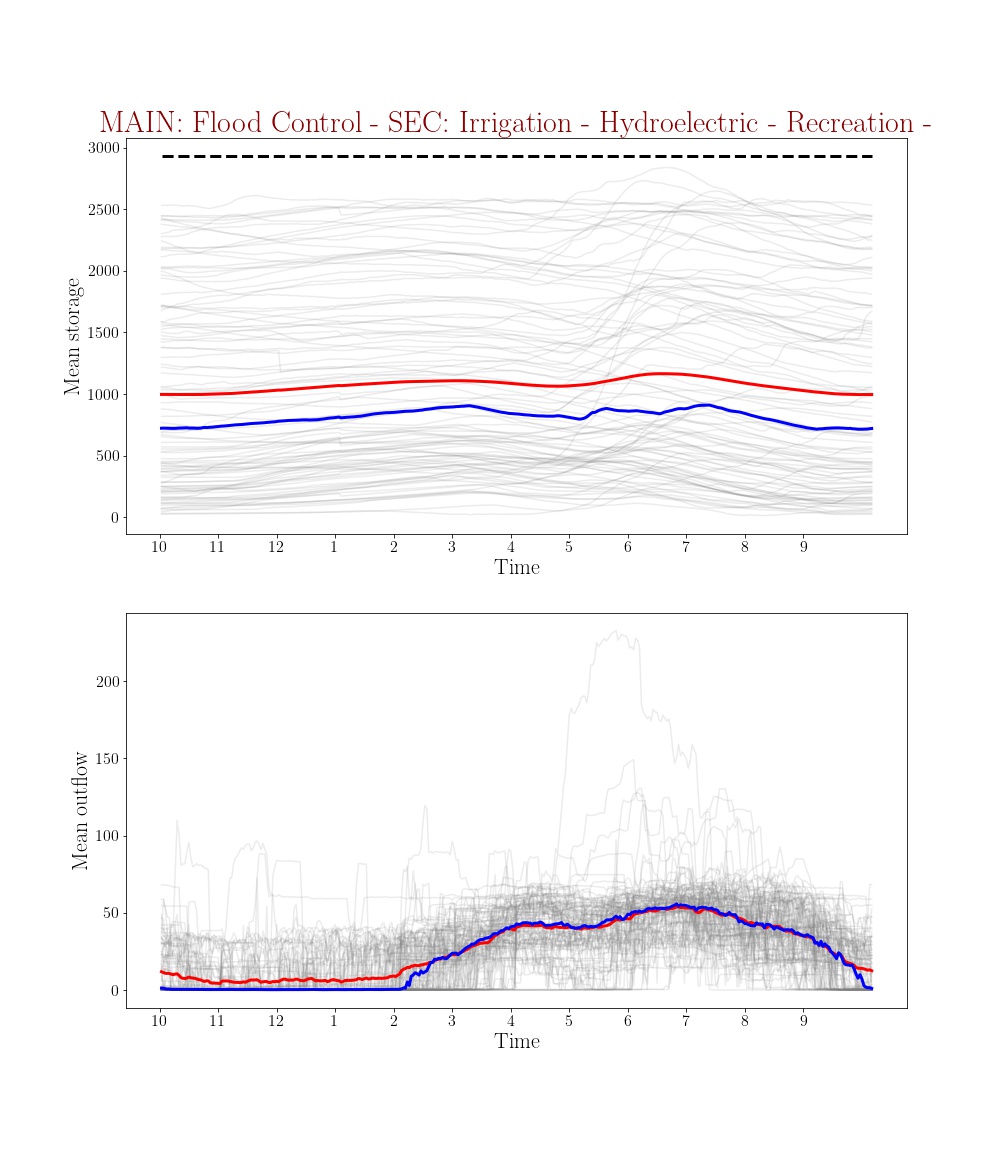 MAIN: Flood Control - SEC: Irrigation - Hydroelectric - Recreation -
3000
2500
2000
1500
1000
500
0
Mean storage
10 11 12 1 2 3 4 5 6 7 8 9
Time
200
150
100
50
0
Mean outflow
10 11 12 1 2 3 4 5 6 7 8 9
Time